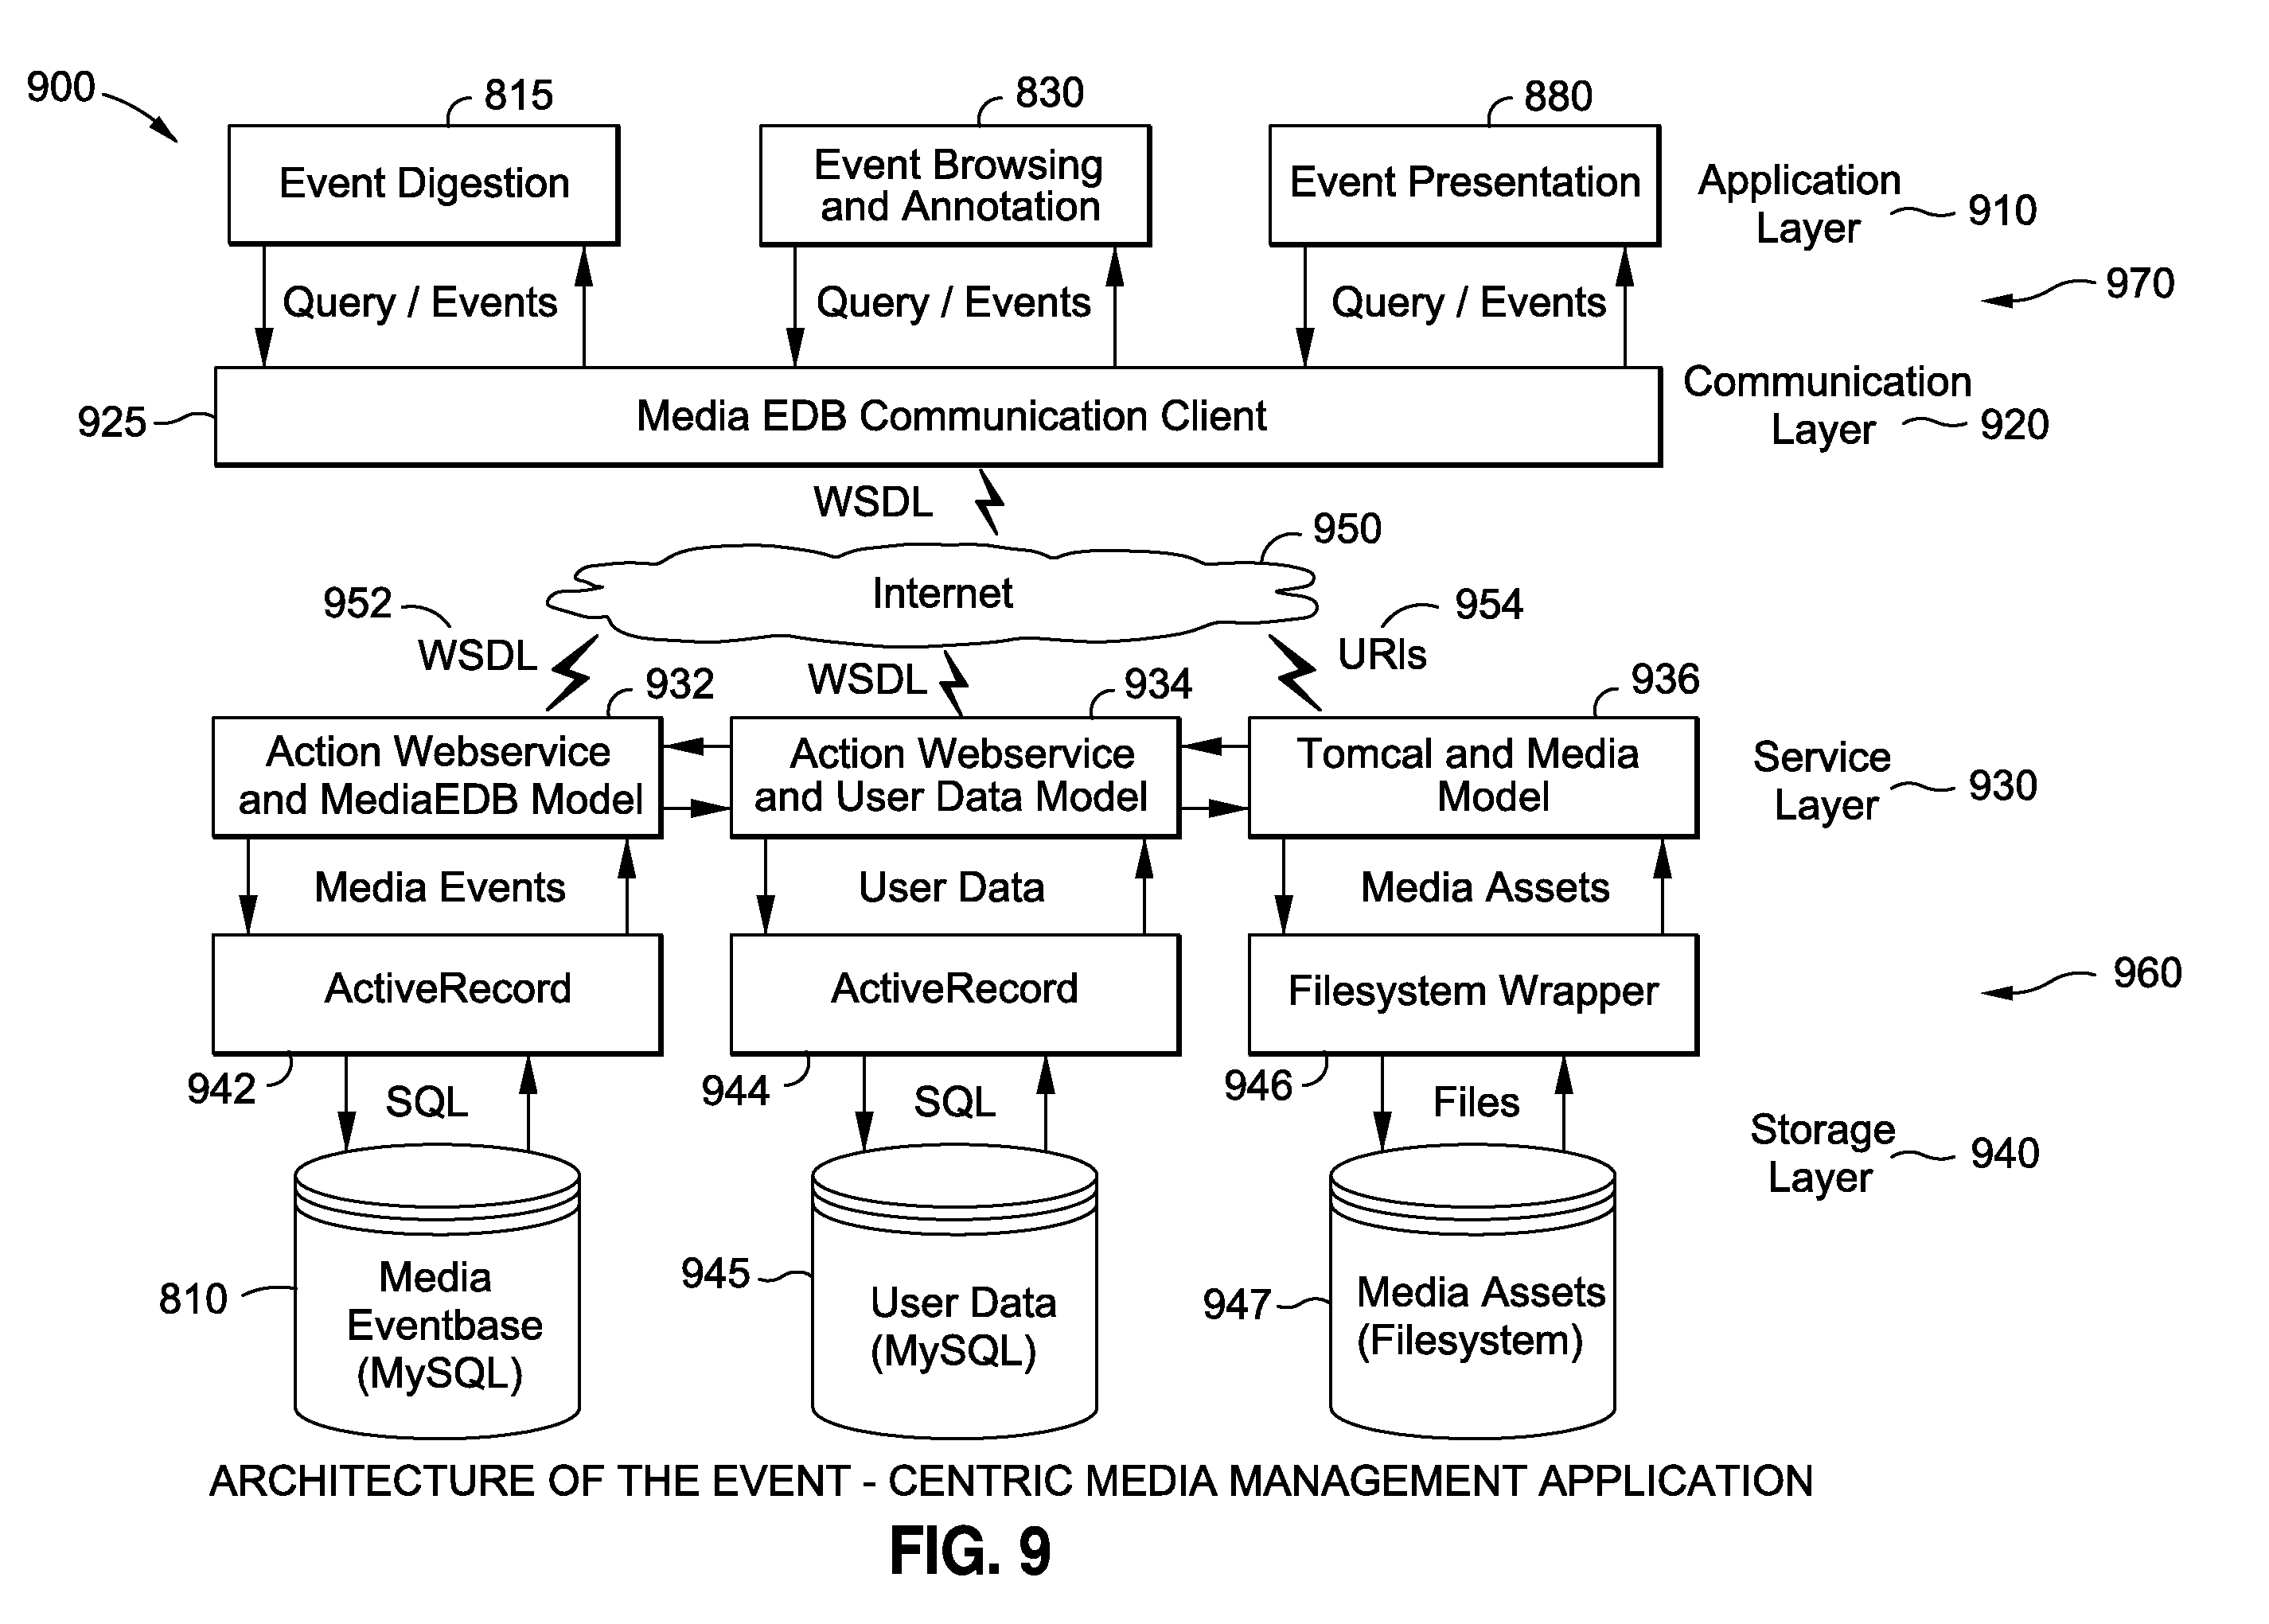 900
815
830
880
Event Digestion
Event Browsing
and Annotation
Event Presentation
Application
Layer
910
Query / Events
Query / Events
Query / Events
970
925
Media EDB Communication Client
Communication
Layer
920
WSDL
950
Internet
952
WSDL
WSDL
954
URIs
932
934
936
Action Webservice
and MediaEDB Model
Action Webservice
and User Data Model
Tomcal and Media
Model
Service
Layer
930
Media Events
User Data
Media Assets
ActiveRecord
ActiveRecord
Filesystem Wrapper
960
942
SQL
944
SQL
946
Files
Storage
Layer
940
810
Media
Eventbase
(MySQL)
945
User Data
(MySQL)
947
Media Assets
(Filesystem)
ARCHITECTURE OF THE EVENT - CENTRIC MEDIA MANAGEMENT APPLICATION
FIG. 9